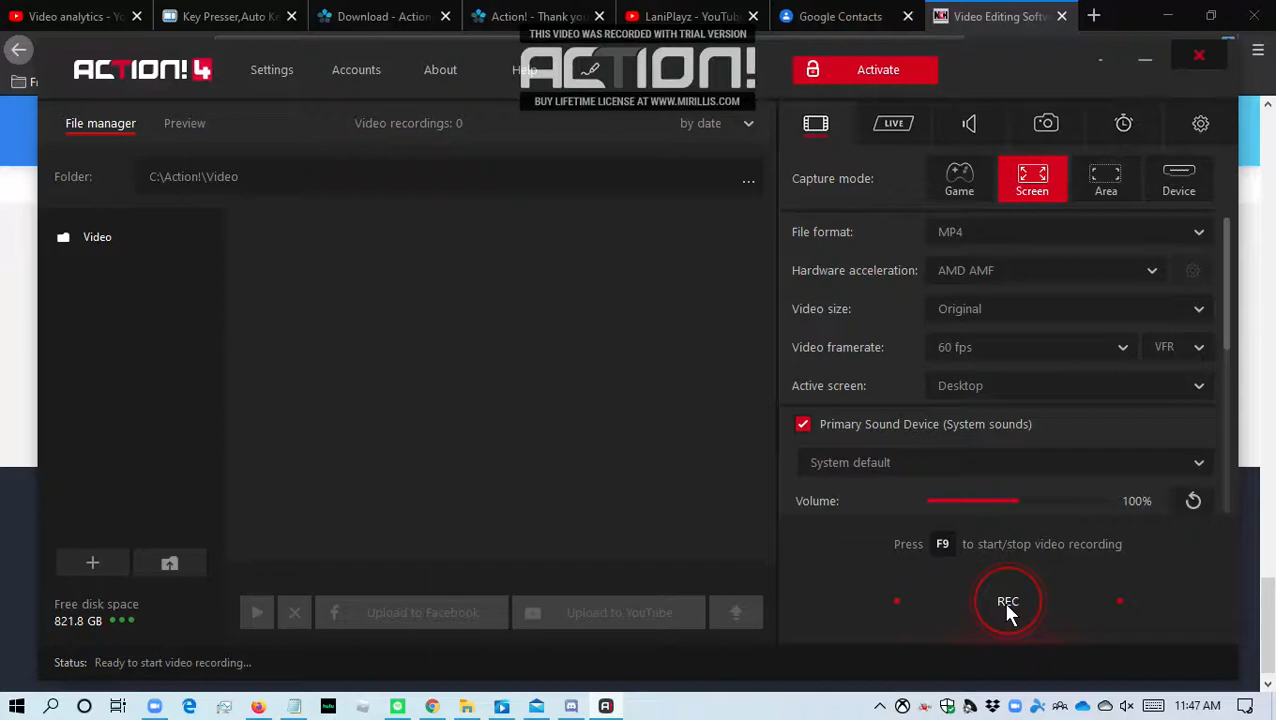 Video analytics - Y
Key Presser,Auto K
Download - Action
Action! - Thank you
LaniPlayz - YouTube
Google Contacts
Video Editing Softw
THIS VIDEO WAS RECORDED WITH TRIAL VERSION
ACTION!
BUY LIFETIME LICENSE AT WWW.MIRILLIS.COM
ACTION! 4
Settings
Accounts
About
Help
Activate
File manager
Preview
Video recordings: 0
by date
LIVE
Folder:
C:\Action!\Video
...
Capture mode:
Game
Screen
Area
Device
Video
File format:
MP4
Hardware acceleration:
AMD AMF
Video size:
Original
Video framerate:
60 fps
VFR
Active screen:
Desktop
Primary Sound Device (System sounds)
System default
Volume:
100%
Press F9 to start/stop video recording
REC
Free disk space
821.8 GB
Upload to Facebook
Upload to YouTube
Status: Ready to start video recording...
hulu
11:47 AM